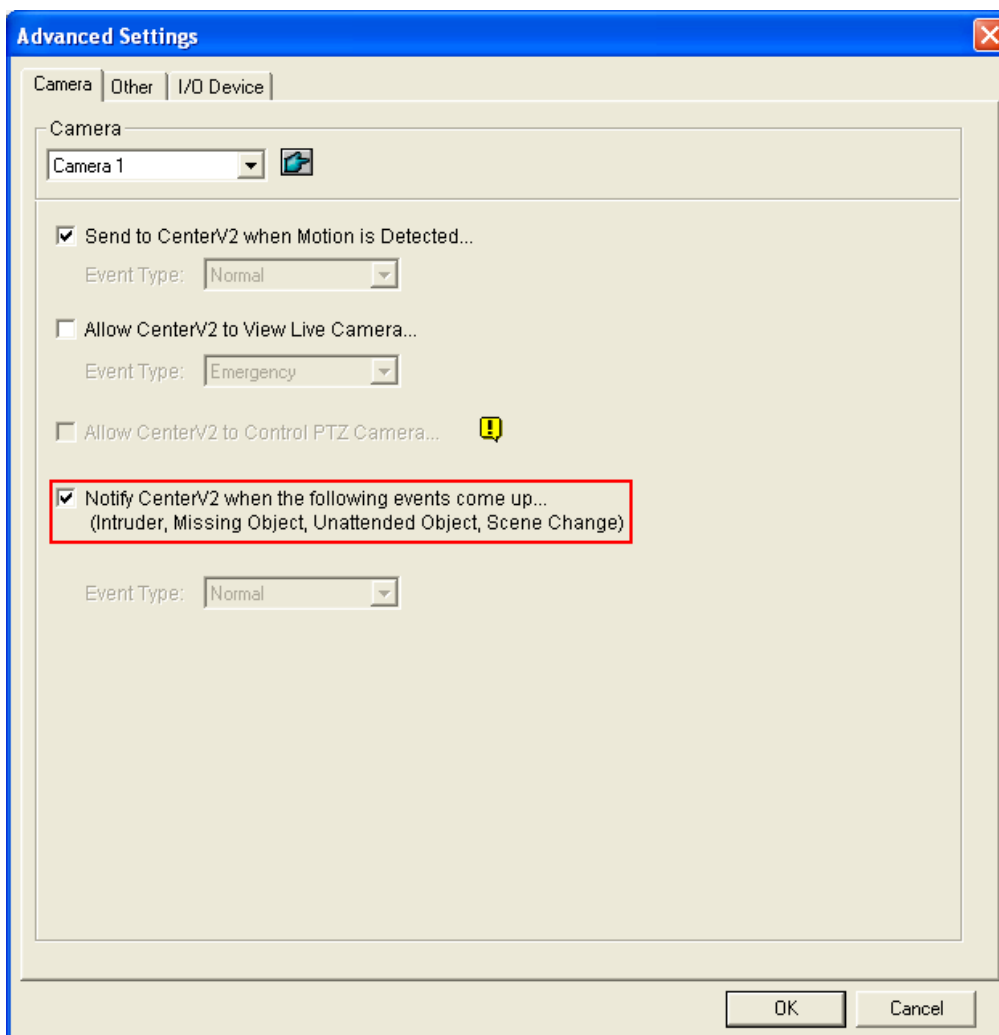 Advanced Settings
Camera Other I/O Device
Camera
Camera 1
Send to CenterV2 when Motion is Detected...
Event Type: Normal
Allow CenterV2 to View Live Camera...
Event Type: Emergency
Allow CenterV2 to Control PTZ Camera...
Notify CenterV2 when the following events come up...
(Intruder, Missing Object, Unattended Object, Scene Change)
Event Type: Normal
OK Cancel